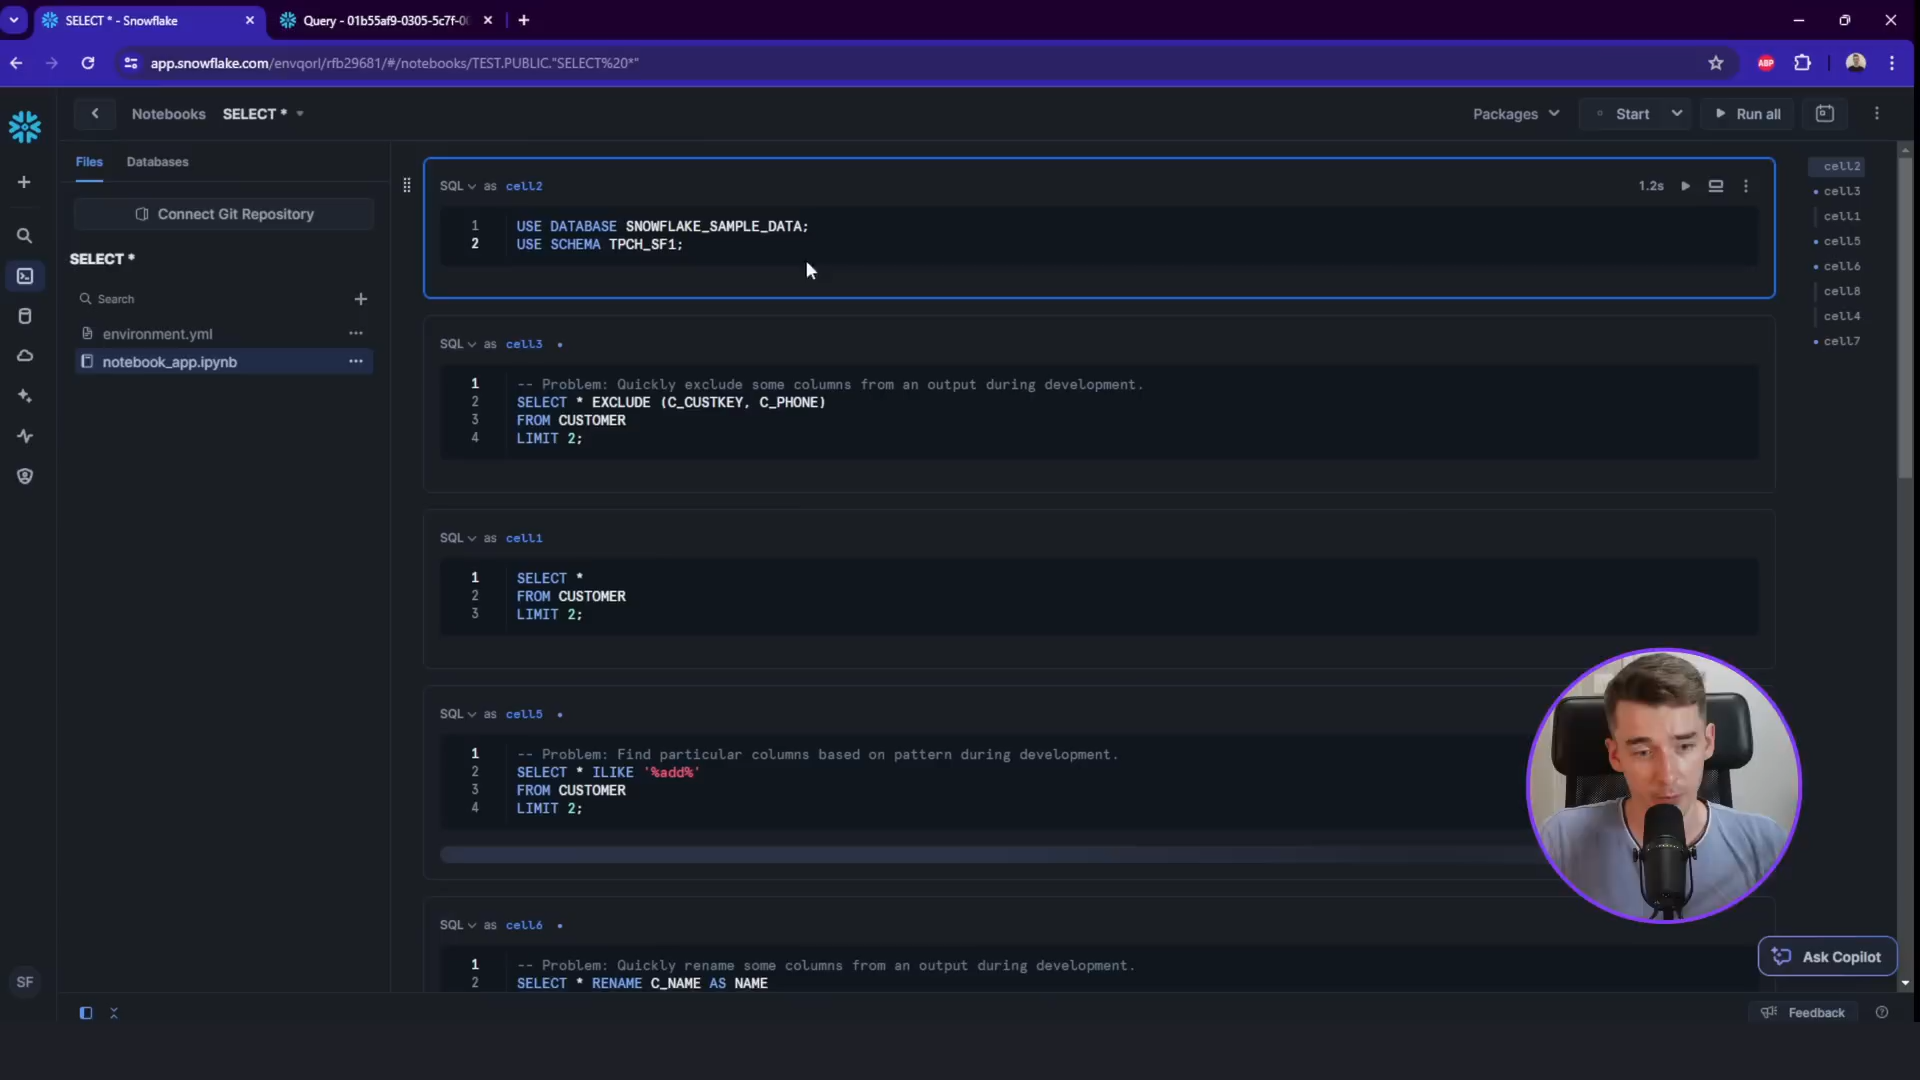 SELECT * - Snowflake
Query - 01b55af9-0305-5c7f-00
app.snowflake.com/envqorl/rfb29681/#/notebooks/TEST.PUBLIC."SELECT%20*"
ABP
Notebooks SELECT *
Packages
Start
Run all
Files
Databases
Connect Git Repository
SELECT *
Search
environment.yml
notebook_app.ipynb
SF
SQL as cell2
1.2s
1 USE DATABASE SNOWFLAKE_SAMPLE_DATA;
2 USE SCHEMA TPCH_SF1;
SQL as cell3
1 -- Problem: Quickly exclude some columns from an output during development.
2 SELECT * EXCLUDE (C_CUSTKEY, C_PHONE)
3 FROM CUSTOMER
4 LIMIT 2;
SQL as cell1
1 SELECT *
2 FROM CUSTOMER
3 LIMIT 2;
SQL as cell5
1 -- Problem: Find particular columns based on pattern during development.
2 SELECT * ILIKE '%add%'
3 FROM CUSTOMER
4 LIMIT 2;
SQL as cell6
1 -- Problem: Quickly rename some columns from an output during development.
2 SELECT * RENAME C_NAME AS NAME
cell2
cell3
cell1
cell5
cell6
cell8
cell4
cell7
Ask Copilot
Feedback